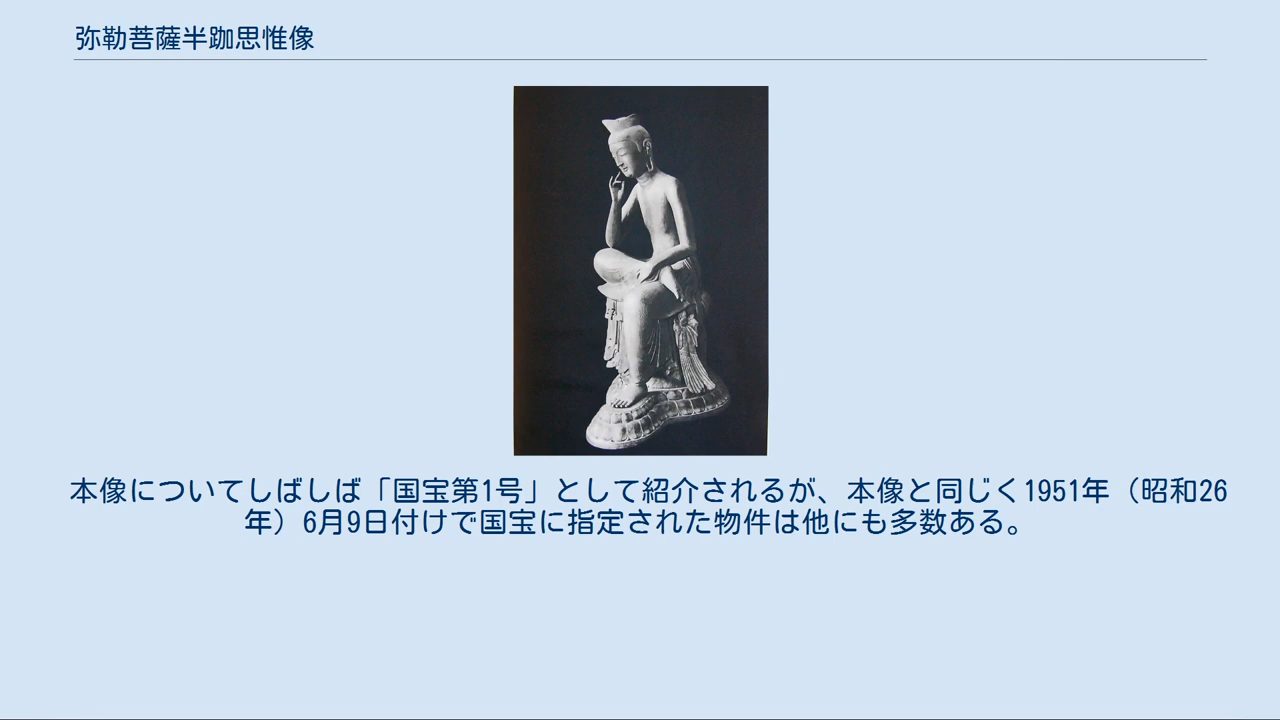 弥勒菩薩半跏思惟像
本像についてしばしば「国宝第1号」として紹介されるが、本像と同じく1951年（昭和26
年）6月9日付けで国宝に指定された物件は他にも多数ある。